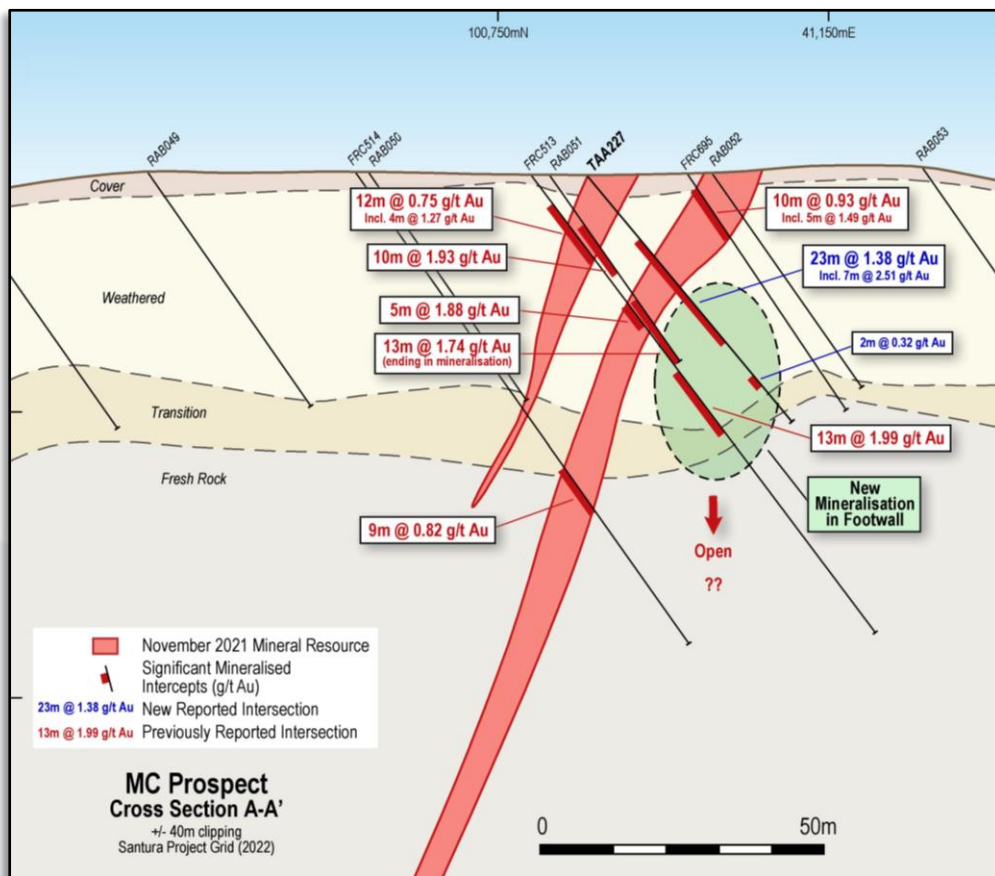 100,750mN
41,150mE
RAB049
FRC514
RAB050
FRC513
RAB051
TAA227
FRC695
RAB052
RAB053
Cover
Weathered
Transition
Fresh Rock
12m @ 0.75 g/t Au
Incl. 4m @ 1.27 g/t Au
10m @ 1.93 g/t Au
5m @ 1.88 g/t Au
13m @ 1.74 g/t Au
(ending in mineralisation)
9m @ 0.82 g/t Au
10m @ 0.93 g/t Au
Incl. 5m @ 1.49 g/t Au
23m @ 1.38 g/t Au
Incl. 7m @ 2.51 g/t Au
2m @ 0.32 g/t Au
13m @ 1.99 g/t Au
New
Mineralisation
in Footwall
Open
??
November 2021 Mineral Resource
Significant Mineralised
Intercepts (g/t Au)
23m @ 1.38 g/t Au New Reported Intersection
13m @ 1.99 g/t Au Previously Reported Intersection
MC Prospect
Cross Section A-A'
+/- 40m clipping
Santura Project Grid (2022)
0 50m